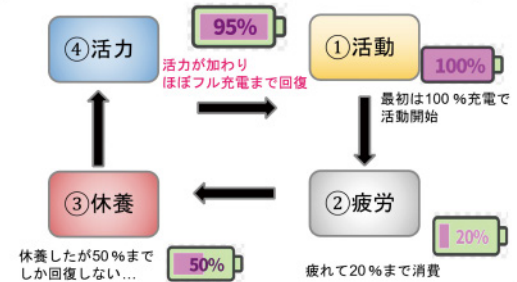 ④活力
95%
活力が加わり
ほぼフル充電まで回復
①活動
100%
最初は100%充電で
活動開始
②疲労
20%
疲れて20%まで消費
③休養
50%
休養したが50%まで
しか回復しない…